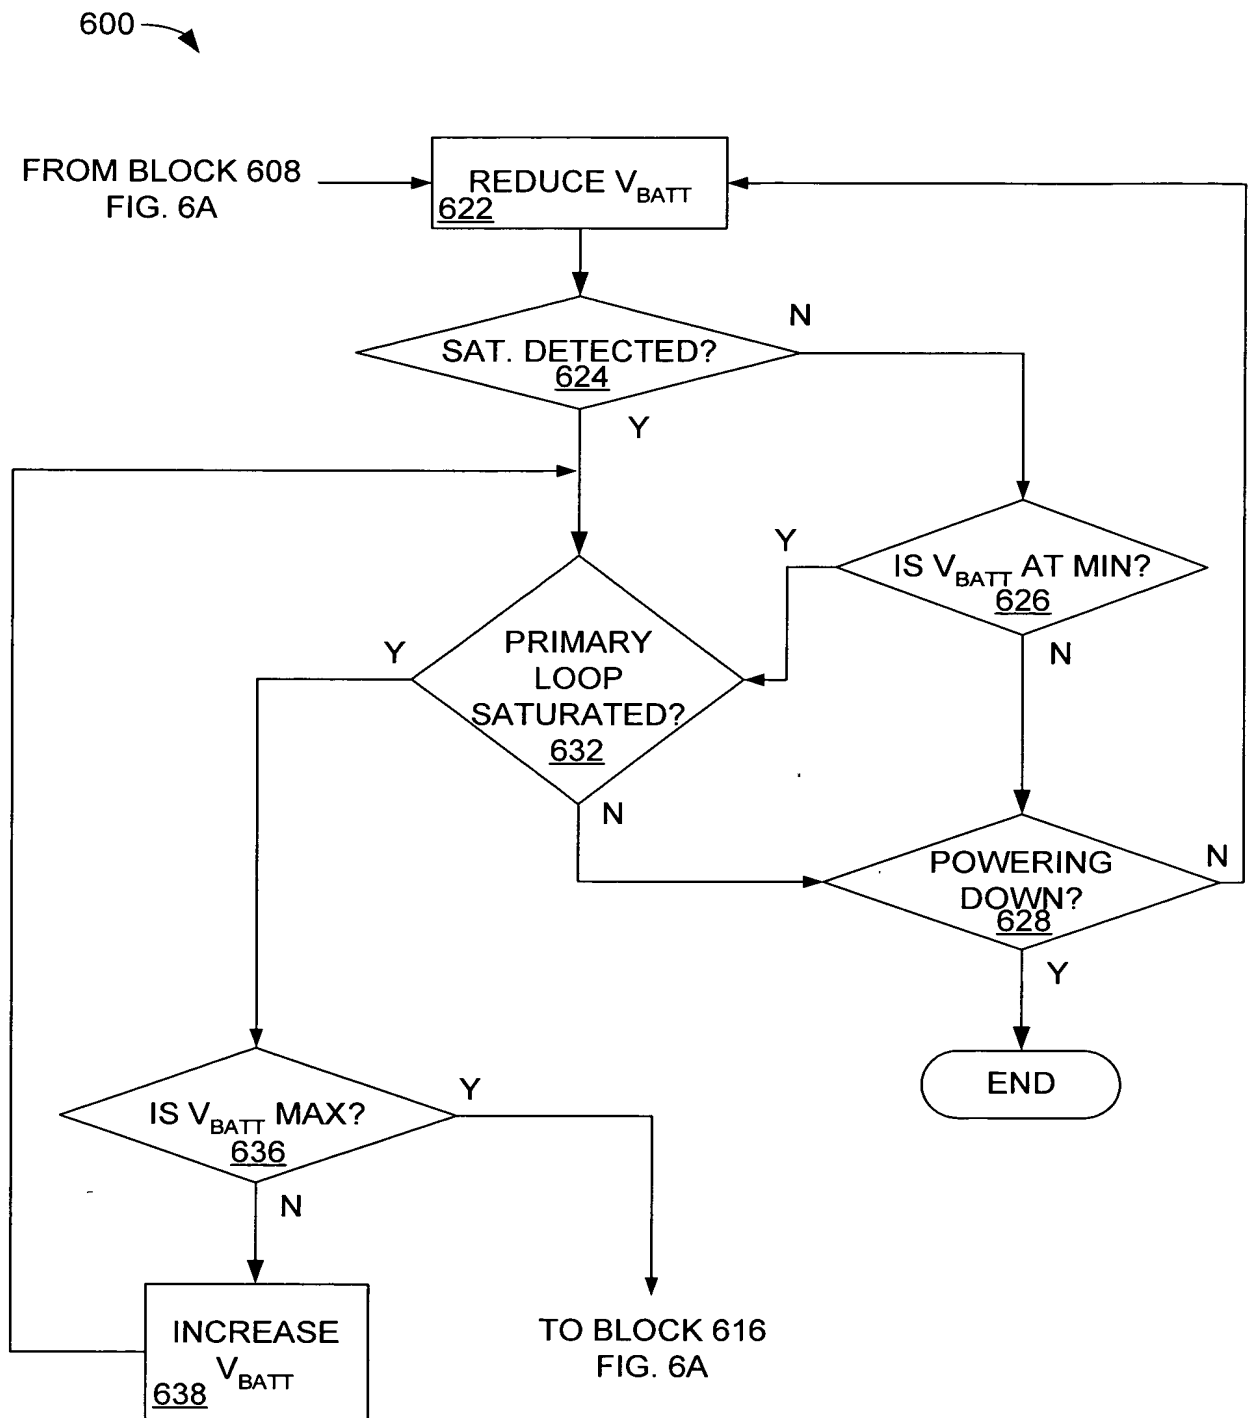 600
FROM BLOCK 608
FIG. 6A
REDUCE VBATT
622
N
SAT. DETECTED?
624
Y
Y
IS VBATT AT MIN?
626
N
Y
PRIMARY
LOOP
SATURATED?
632
N
POWERING
DOWN?
628
N
Y
END
IS VBATT MAX?
636
Y
N
INCREASE
VBATT
638
TO BLOCK 616
FIG. 6A